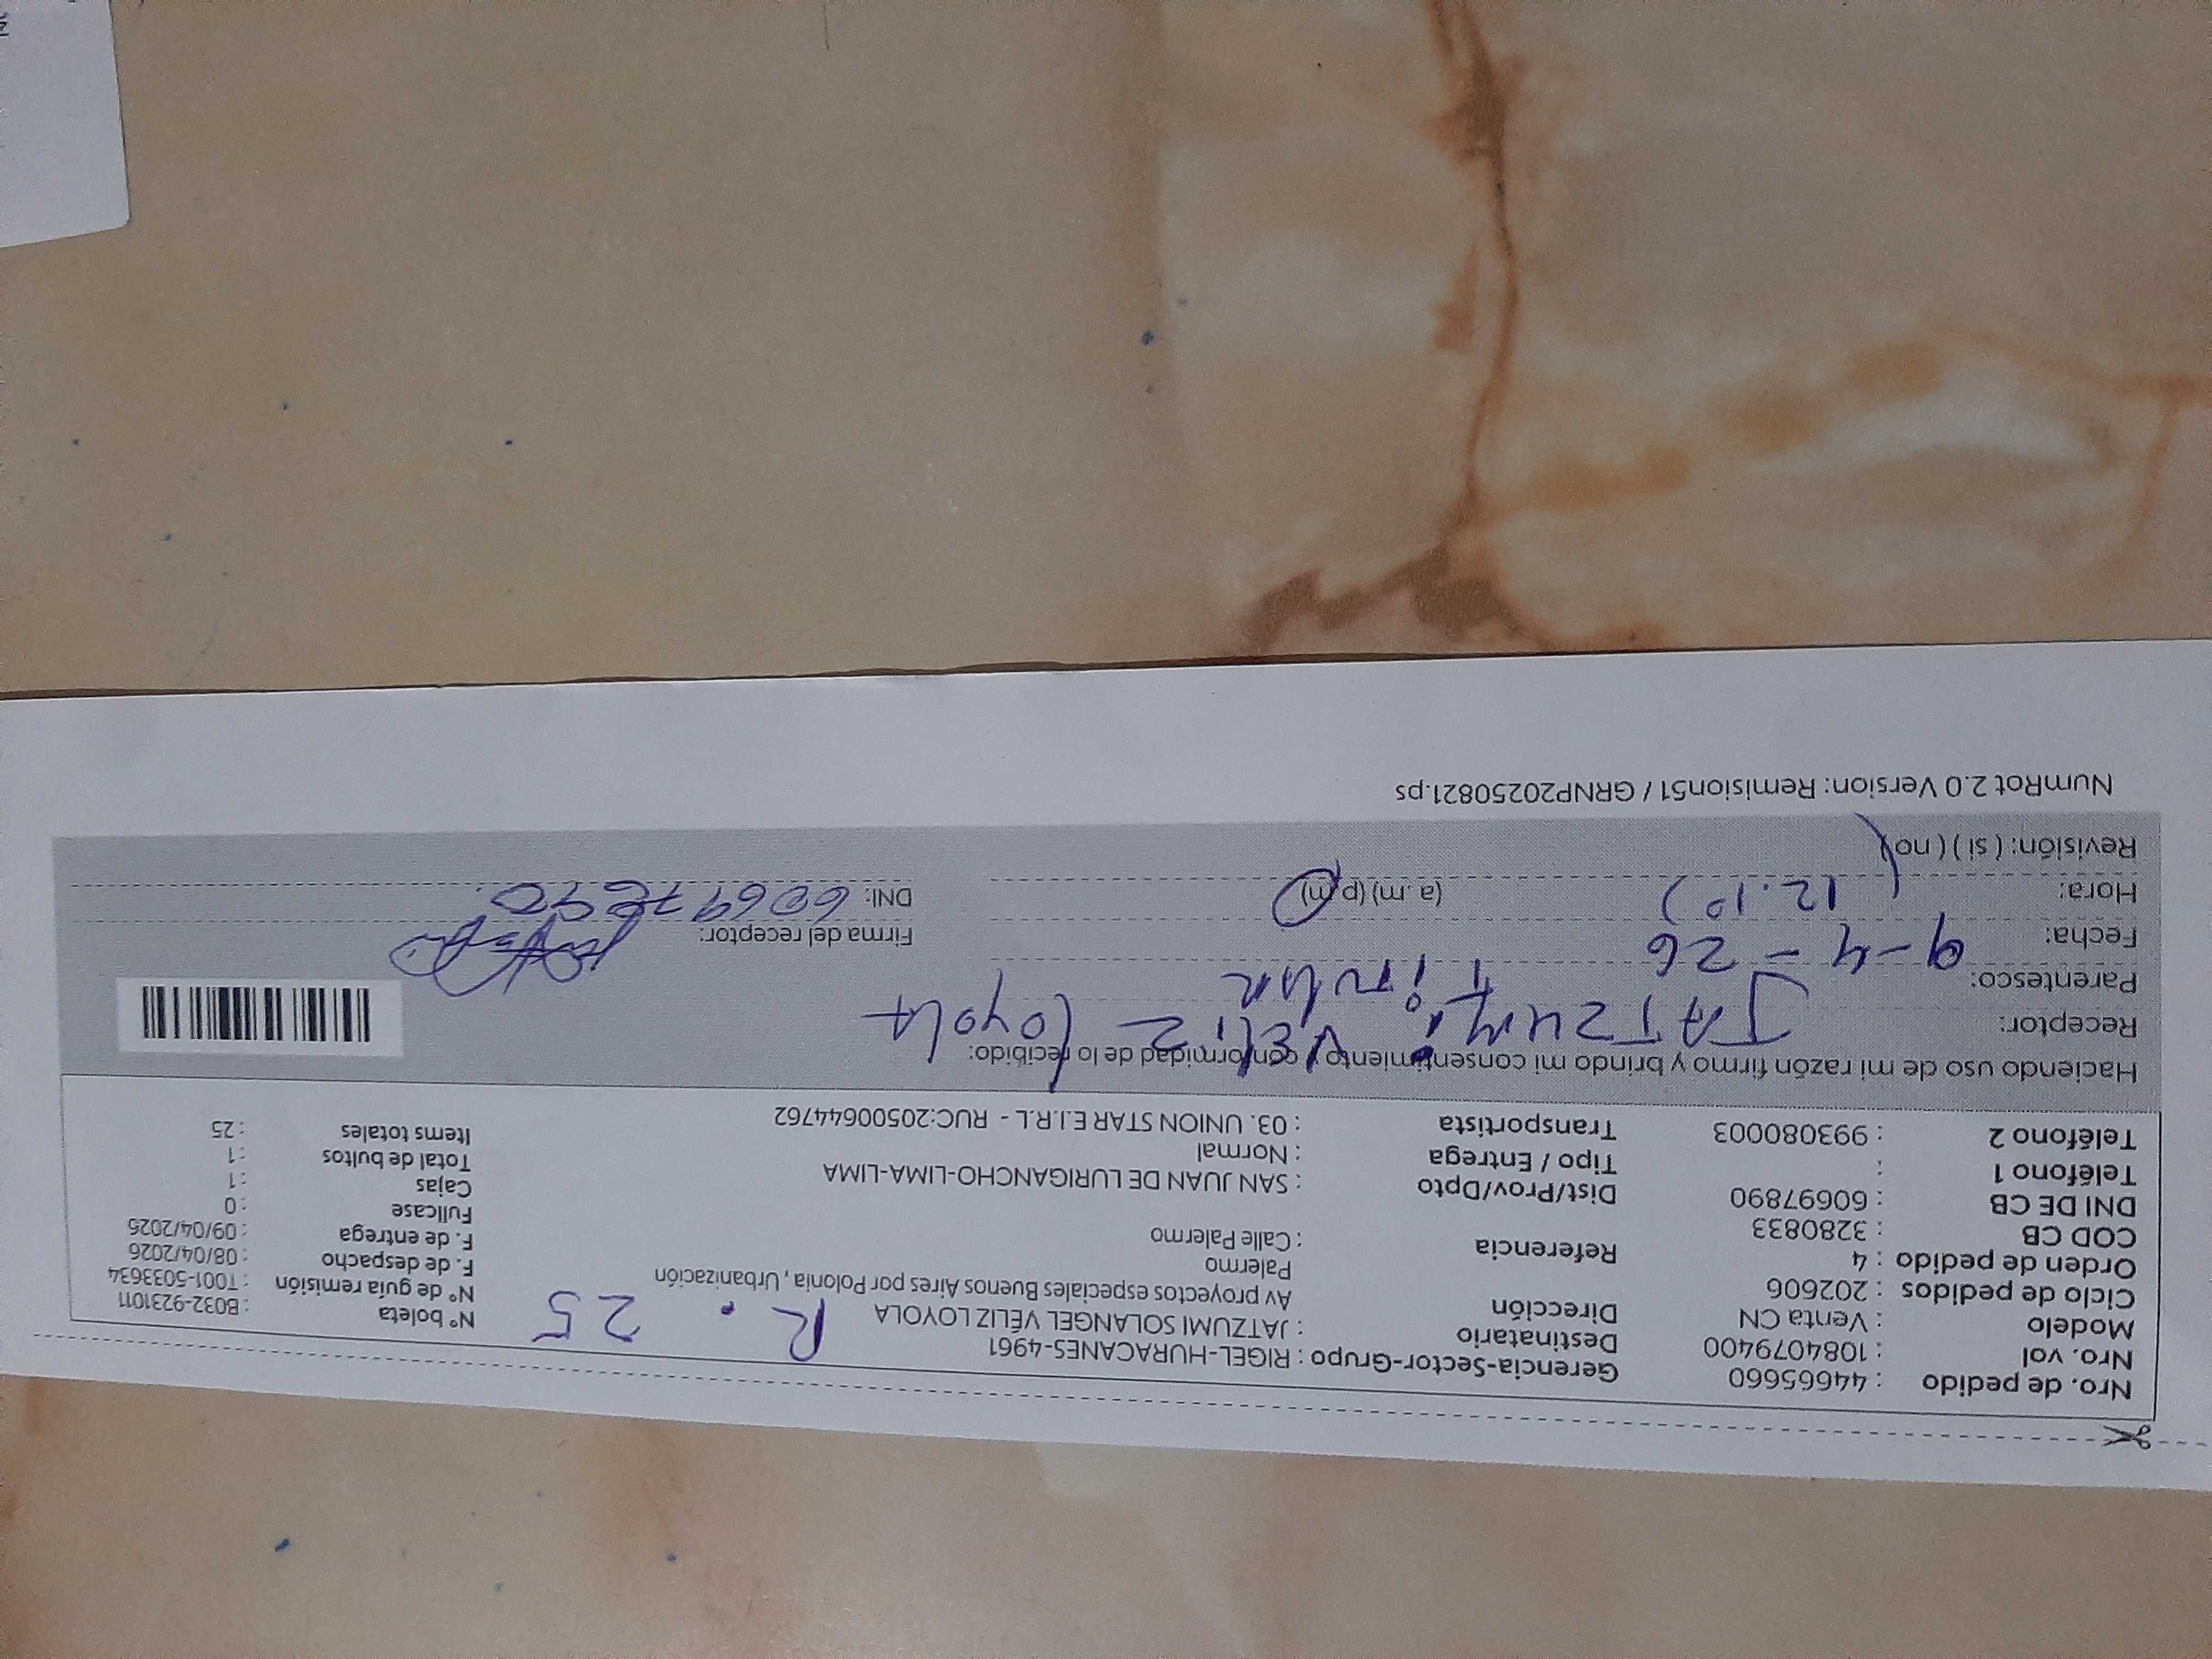 Nro. de pedido : 44665660
Nro. vol : 1084079400
Modelo : Venta CN
Ciclo de pedidos : 202606
Orden de pedido : 4
COD CB : 3280833
DNI DE CB : 60697890
Teléfono 1 :
Teléfono 2 : 993080003
Gerencia-Sector-Grupo : RIGEL-HURACANES-4961
Destinatario : JATZUMI SOLANGEL VÉLIZ LOYOLA
Dirección Av proyectos especiales Buenos Aires por Polonia, Urbanización
Palermo
Referencia : Calle Palermo
Dist/Prov/Dpto : SAN JUAN DE LURIGANCHO-LIMA-LIMA
Tipo / Entrega : Normal
Transportista : 03. UNION STAR E.I.R.L - RUC:20500644762
R. 25
N° boleta : B032-9231011
N° de guía remisión : T001-5033634
F. de despacho : 08/04/2026
F. de entrega : 09/04/2026
Fullcase : 0
Cajas : 1
Total de bultos : 1
Items totales : 25
Haciendo uso de mi razón firmo y brindo mi consentimiento y conformidad de lo recibido:
Receptor: JATZUMi VELiZ Loyola
Parentesco: Titular
Fecha: 9-4-26
Hora: (12.10) (a.m) (p.m)
Revisión: ( si ) ( no )
Firma del receptor:
DNI: 60697890
NumRot 2.0 Version: Remision51 / GRNP20250821.ps